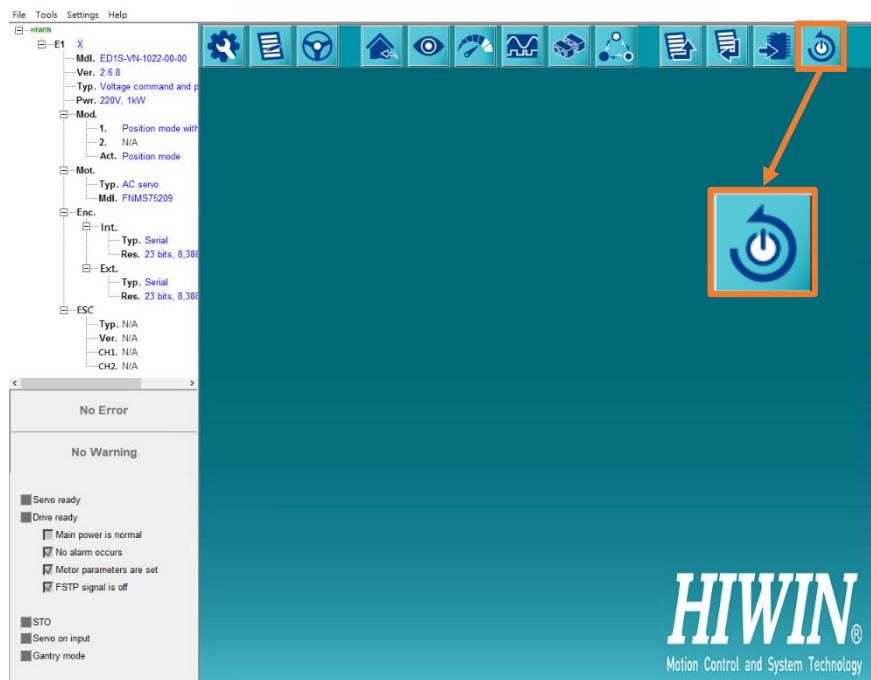 File Tools Settings Help
HIWIN
E1 X
Mdl. ED1S-VN-1022-00-00
Ver. 2.6.8
Typ. Voltage command and p
Pwr. 220V, 1kW
Mod.
1. Position mode with
2. N/A
Act. Position mode
Mot.
Typ. AC servo
Mdl. FNMS75209
Enc.
Int.
Typ. Serial
Res. 23 bits, 8,388
Ext.
Typ. Serial
Res. 23 bits, 8,388
ESC
Typ. N/A
Ver. N/A
CH1. N/A
CH2. N/A
No Error
No Warning
Servo ready
Drive ready
Main power is normal
No alarm occurs
Motor parameters are set
FSTP signal is off
STO
Servo on input
Gantry mode
HIWIN®
Motion Control and System Technology